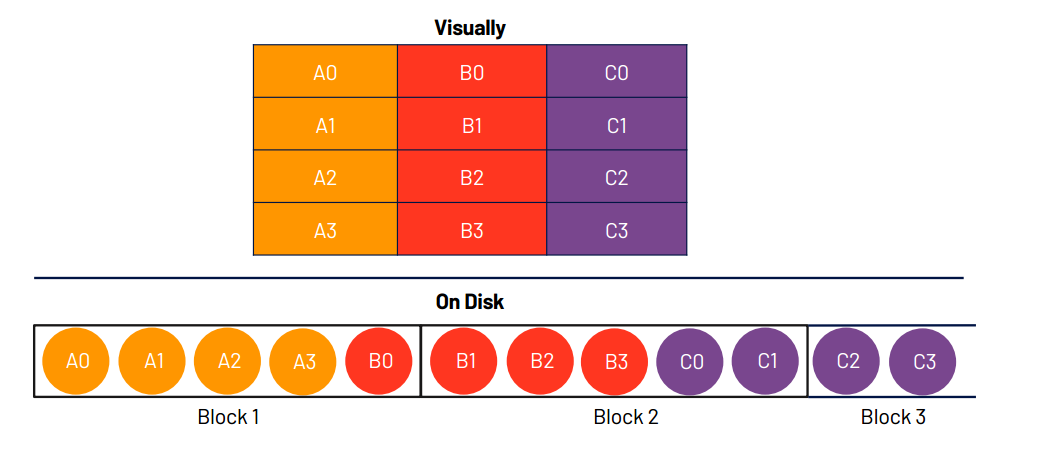 Visually
A0 B0 C0
A1 B1 C1
A2 B2 C2
A3 B3 C3
On Disk
A0 A1 A2 A3 B0 B1 B2 B3 C0 C1 C2 C3
Block 1 Block 2 Block 3